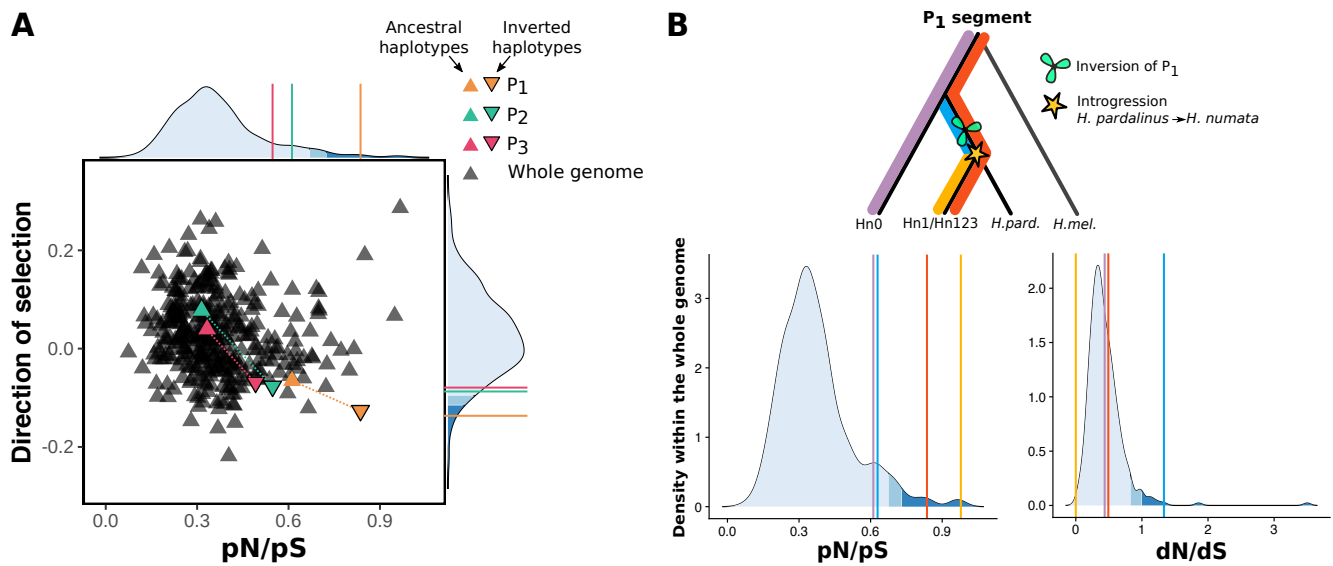 A
Ancestral haplotypes
Inverted haplotypes
P1
P2
P3
Whole genome
Direction of selection
0.2
0.0
-0.2
0.0 0.3 0.6 0.9
pN/pS
B
P1 segment
Inversion of P1
Introgression
H. pardalinus → H. numata
Hn0 Hn1/Hn123 H.pard. H.mel.
Density within the whole genome
3
2
1
0
0.0 0.3 0.6 0.9
pN/pS
2.0
1.5
1.0
0.5
0.0
0 1 2 3
dN/dS